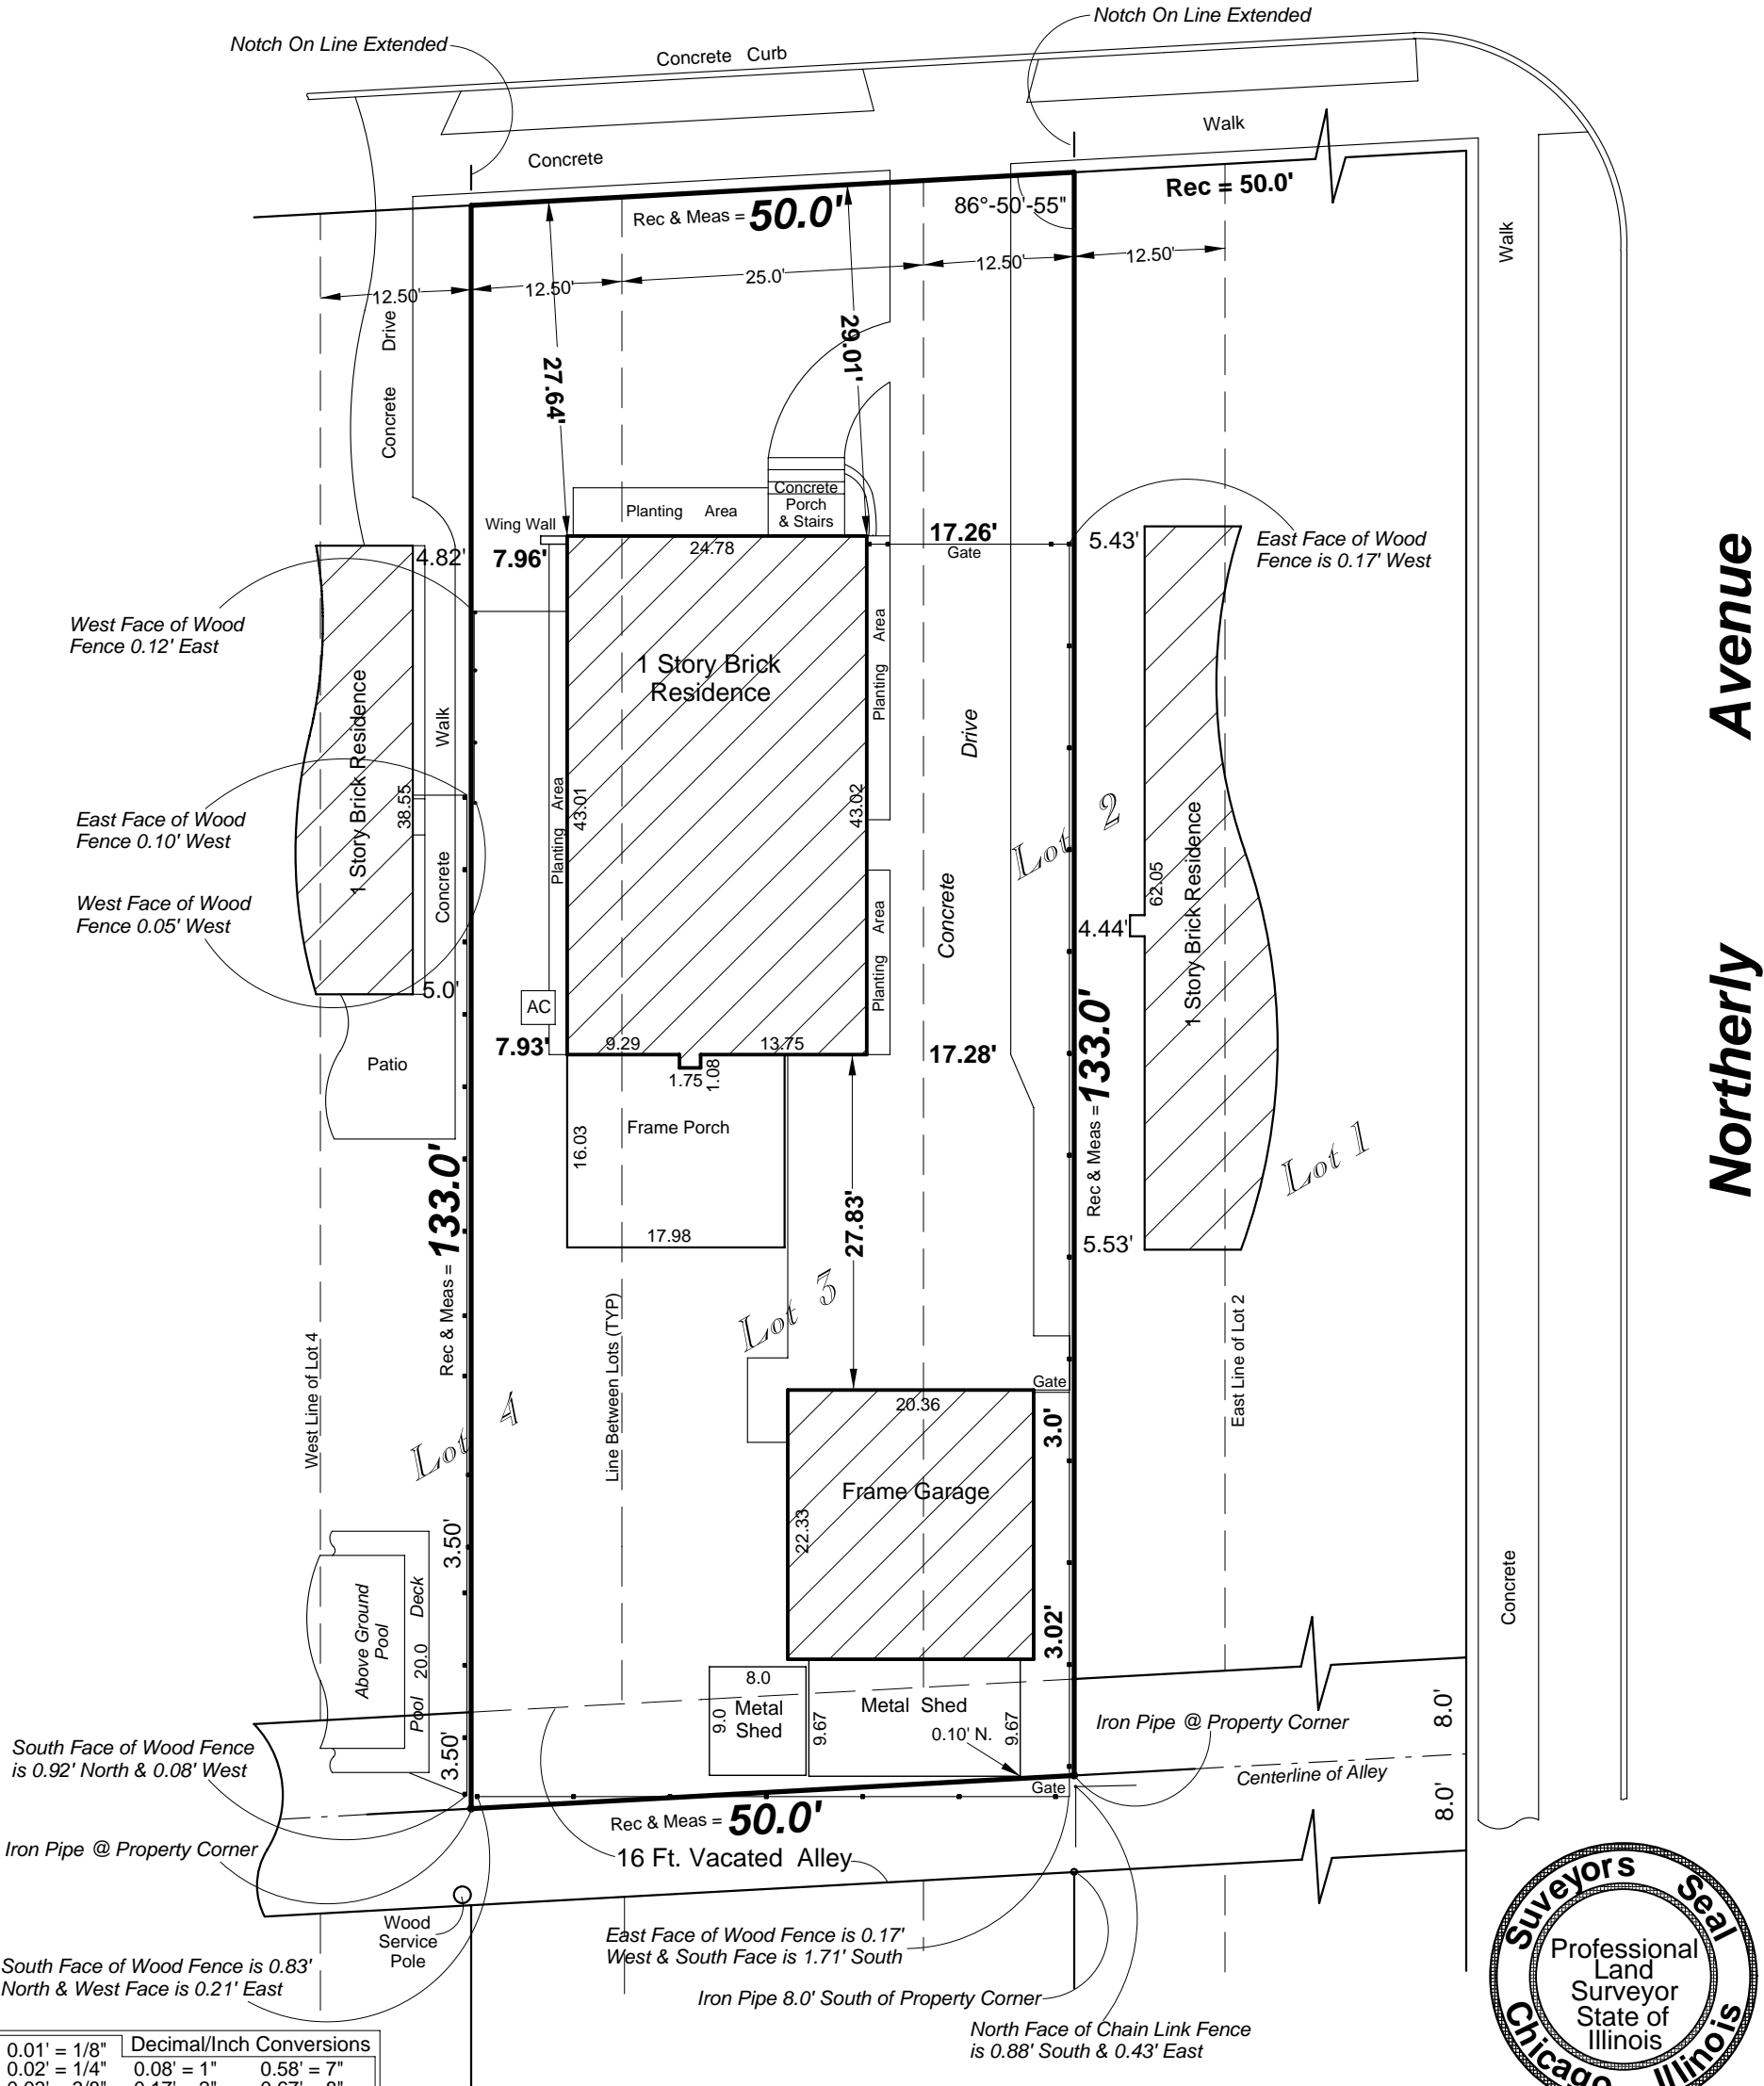 Notch On Line Extended
Notch On Line Extended
Concrete Curb
Walk
Concrete
Rec & Meas = 50.0'
86°-50'-55"
Rec = 50.0'
Walk
12.50'
12.50'
25.0'
12.50'
12.50'
Concrete Drive
27.64'
29.01'
Concrete
Porch
& Stairs
Planting Area
Wing Wall
24.78
17.26'
Gate
5.43'
East Face of Wood
Fence is 0.17' West
4.82'
7.96'
West Face of Wood
Fence 0.12' East
1 Story Brick
Residence
Planting Area
1 Story Brick Residence
38.55
Walk
Concrete
Planting Area
43.01
43.02
Drive
Concrete
Lot 2
62.05
1 Story Brick Residence
Avenue
Northerly
East Face of Wood
Fence 0.10' West
West Face of Wood
Fence 0.05' West
Planting Area
4.44'
5.0'
AC
7.93'
9.29
13.75
1.75
1.08
17.28'
Patio
Frame Porch
16.03
17.98
Rec & Meas = 133.0'
Rec & Meas = 133.0'
27.83'
5.53'
Lot 1
Lot 3
Lot 4
West Line of Lot 4
Line Between Lots (TYP)
East Line of Lot 2
Gate
20.36
3.0'
Frame Garage
22.33
3.02'
3.50'
Above Ground
Pool
Pool 20.0 Deck
3.50'
8.0
9.0
Metal
Shed
9.67
Metal Shed
0.10' N.
9.67
Iron Pipe @ Property Corner
8.0'
Centerline of Alley
8.0'
Concrete
South Face of Wood Fence
is 0.92' North & 0.08' West
Gate
Rec & Meas = 50.0'
Iron Pipe @ Property Corner
16 Ft. Vacated Alley
Wood
Service
Pole
East Face of Wood Fence is 0.17'
West & South Face is 1.71' South
South Face of Wood Fence is 0.83'
North & West Face is 0.21' East
Iron Pipe 8.0' South of Property Corner
North Face of Chain Link Fence
is 0.88' South & 0.43' East
Suveyors Seal
Professional
Land
Surveyor
State of
Illinois
Chicago Illinois
Decimal/Inch Conversions
0.01' = 1/8"
0.02' = 1/4" 0.08' = 1" 0.58' = 7"
0.03' = 3/8" 0.17' = 2" 0.67' = 8"